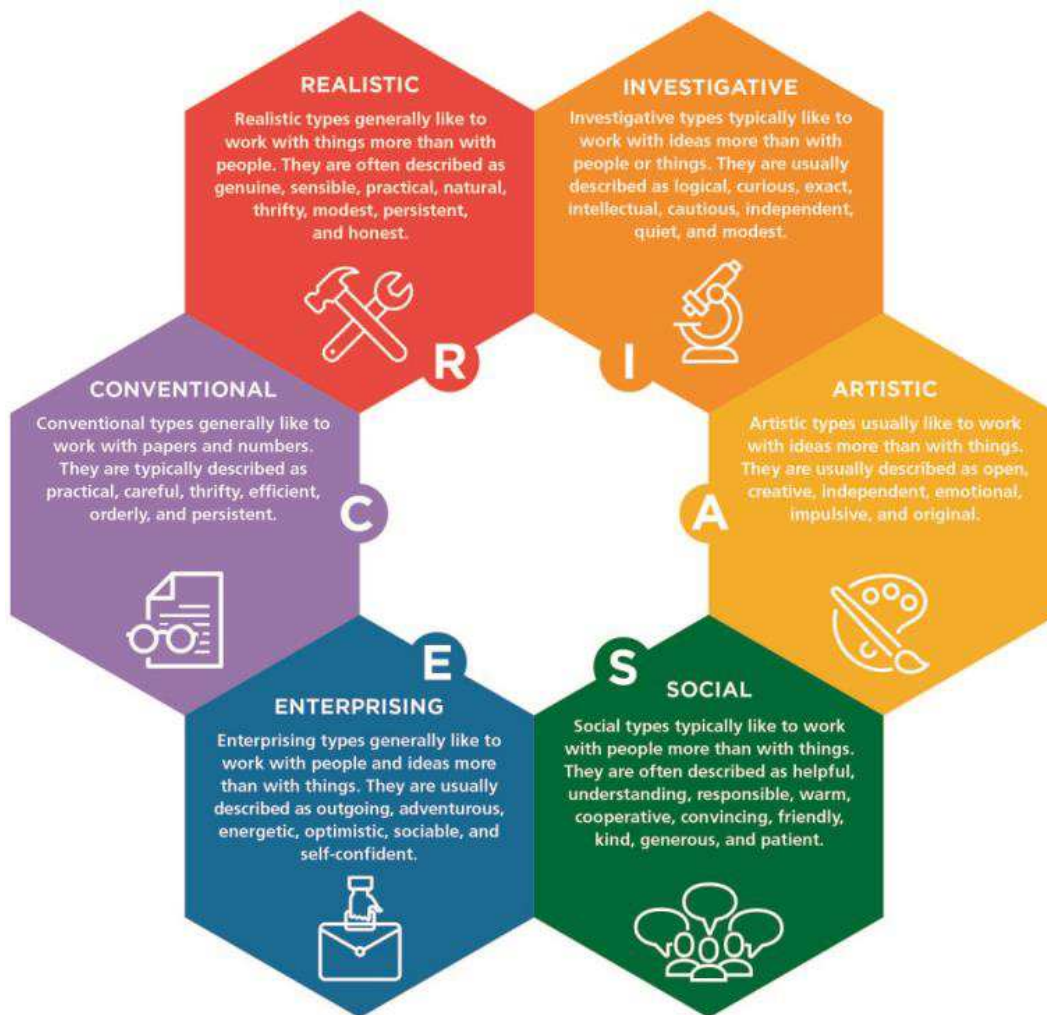 REALISTIC
Realistic types generally like to
work with things more than with
people. They are often described as
genuine, sensible, practical, natural,
thrifty, modest, persistent,
and honest.
R
INVESTIGATIVE
Investigative types typically like to
work with ideas more than with
people or things. They are usually
described as logical, curious, exact,
intellectual, cautious, independent,
quiet, and modest.
I
ARTISTIC
Artistic types usually like to work
with ideas more than with things.
They are usually described as open,
creative, independent, emotional,
impulsive, and original.
A
SOCIAL
Social types typically like to work
with people more than with things.
They are often described as helpful,
understanding, responsible, warm,
cooperative, convincing, friendly,
kind, generous, and patient.
S
ENTERPRISING
Enterprising types generally like to
work with people and ideas more
than with things. They are usually
described as outgoing, adventurous,
energetic, optimistic, sociable, and
self-confident.
E
CONVENTIONAL
Conventional types generally like to
work with papers and numbers.
They are typically described as
practical, careful, thrifty, efficient,
orderly, and persistent.
C